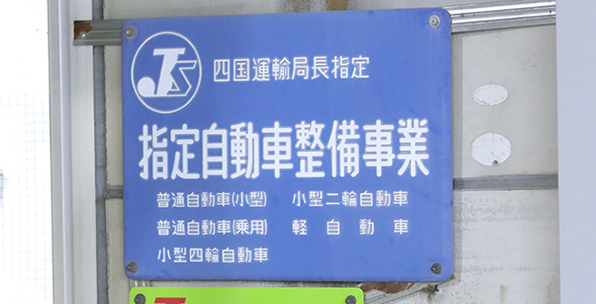 JS 四国運輸局長指定
指定自動車整備事業
普通自動車(小型) 小型二輪自動車
普通自動車(乗用) 軽自動車
小型四輪自動車